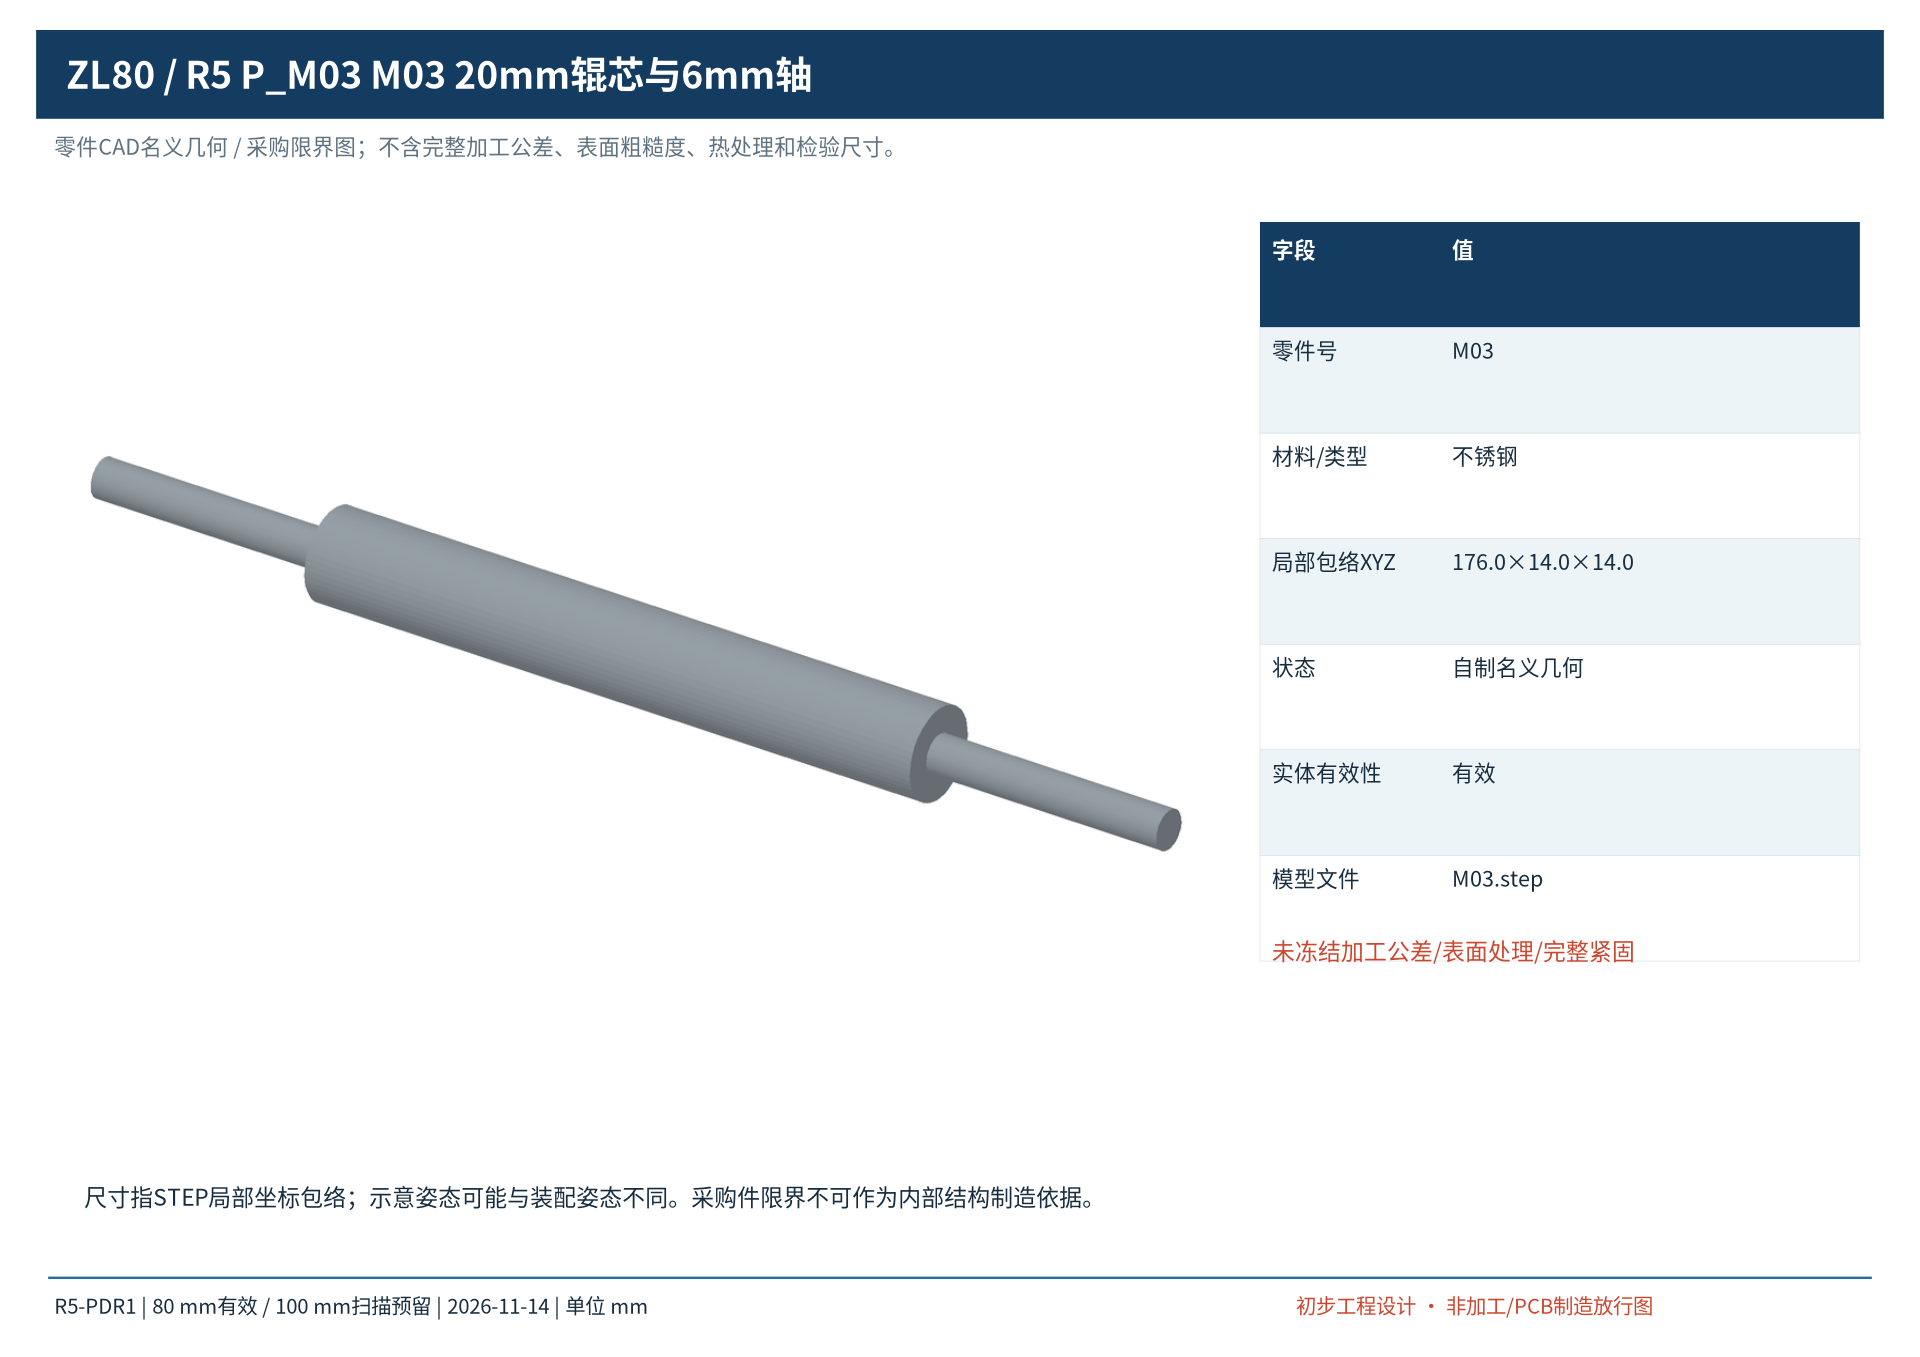 ZL80 / R5 P_M03 M03 20mm辊芯与6mm轴
零件CAD名义几何 / 采购限界图；不含完整加工公差、表面粗糙度、热处理和检验尺寸。
字段 值
零件号 M03
材料/类型 不锈钢
局部包络XYZ 176.0×14.0×14.0
状态 自制名义几何
实体有效性 有效
模型文件 M03.step
未冻结加工公差/表面处理/完整紧固
尺寸指STEP局部坐标包络；示意姿态可能与装配姿态不同。采购件限界不可作为内部结构制造依据。
R5-PDR1 | 80 mm有效 / 100 mm扫描预留 | 2026-11-14 | 单位 mm
初步工程设计 · 非加工/PCB制造放行图